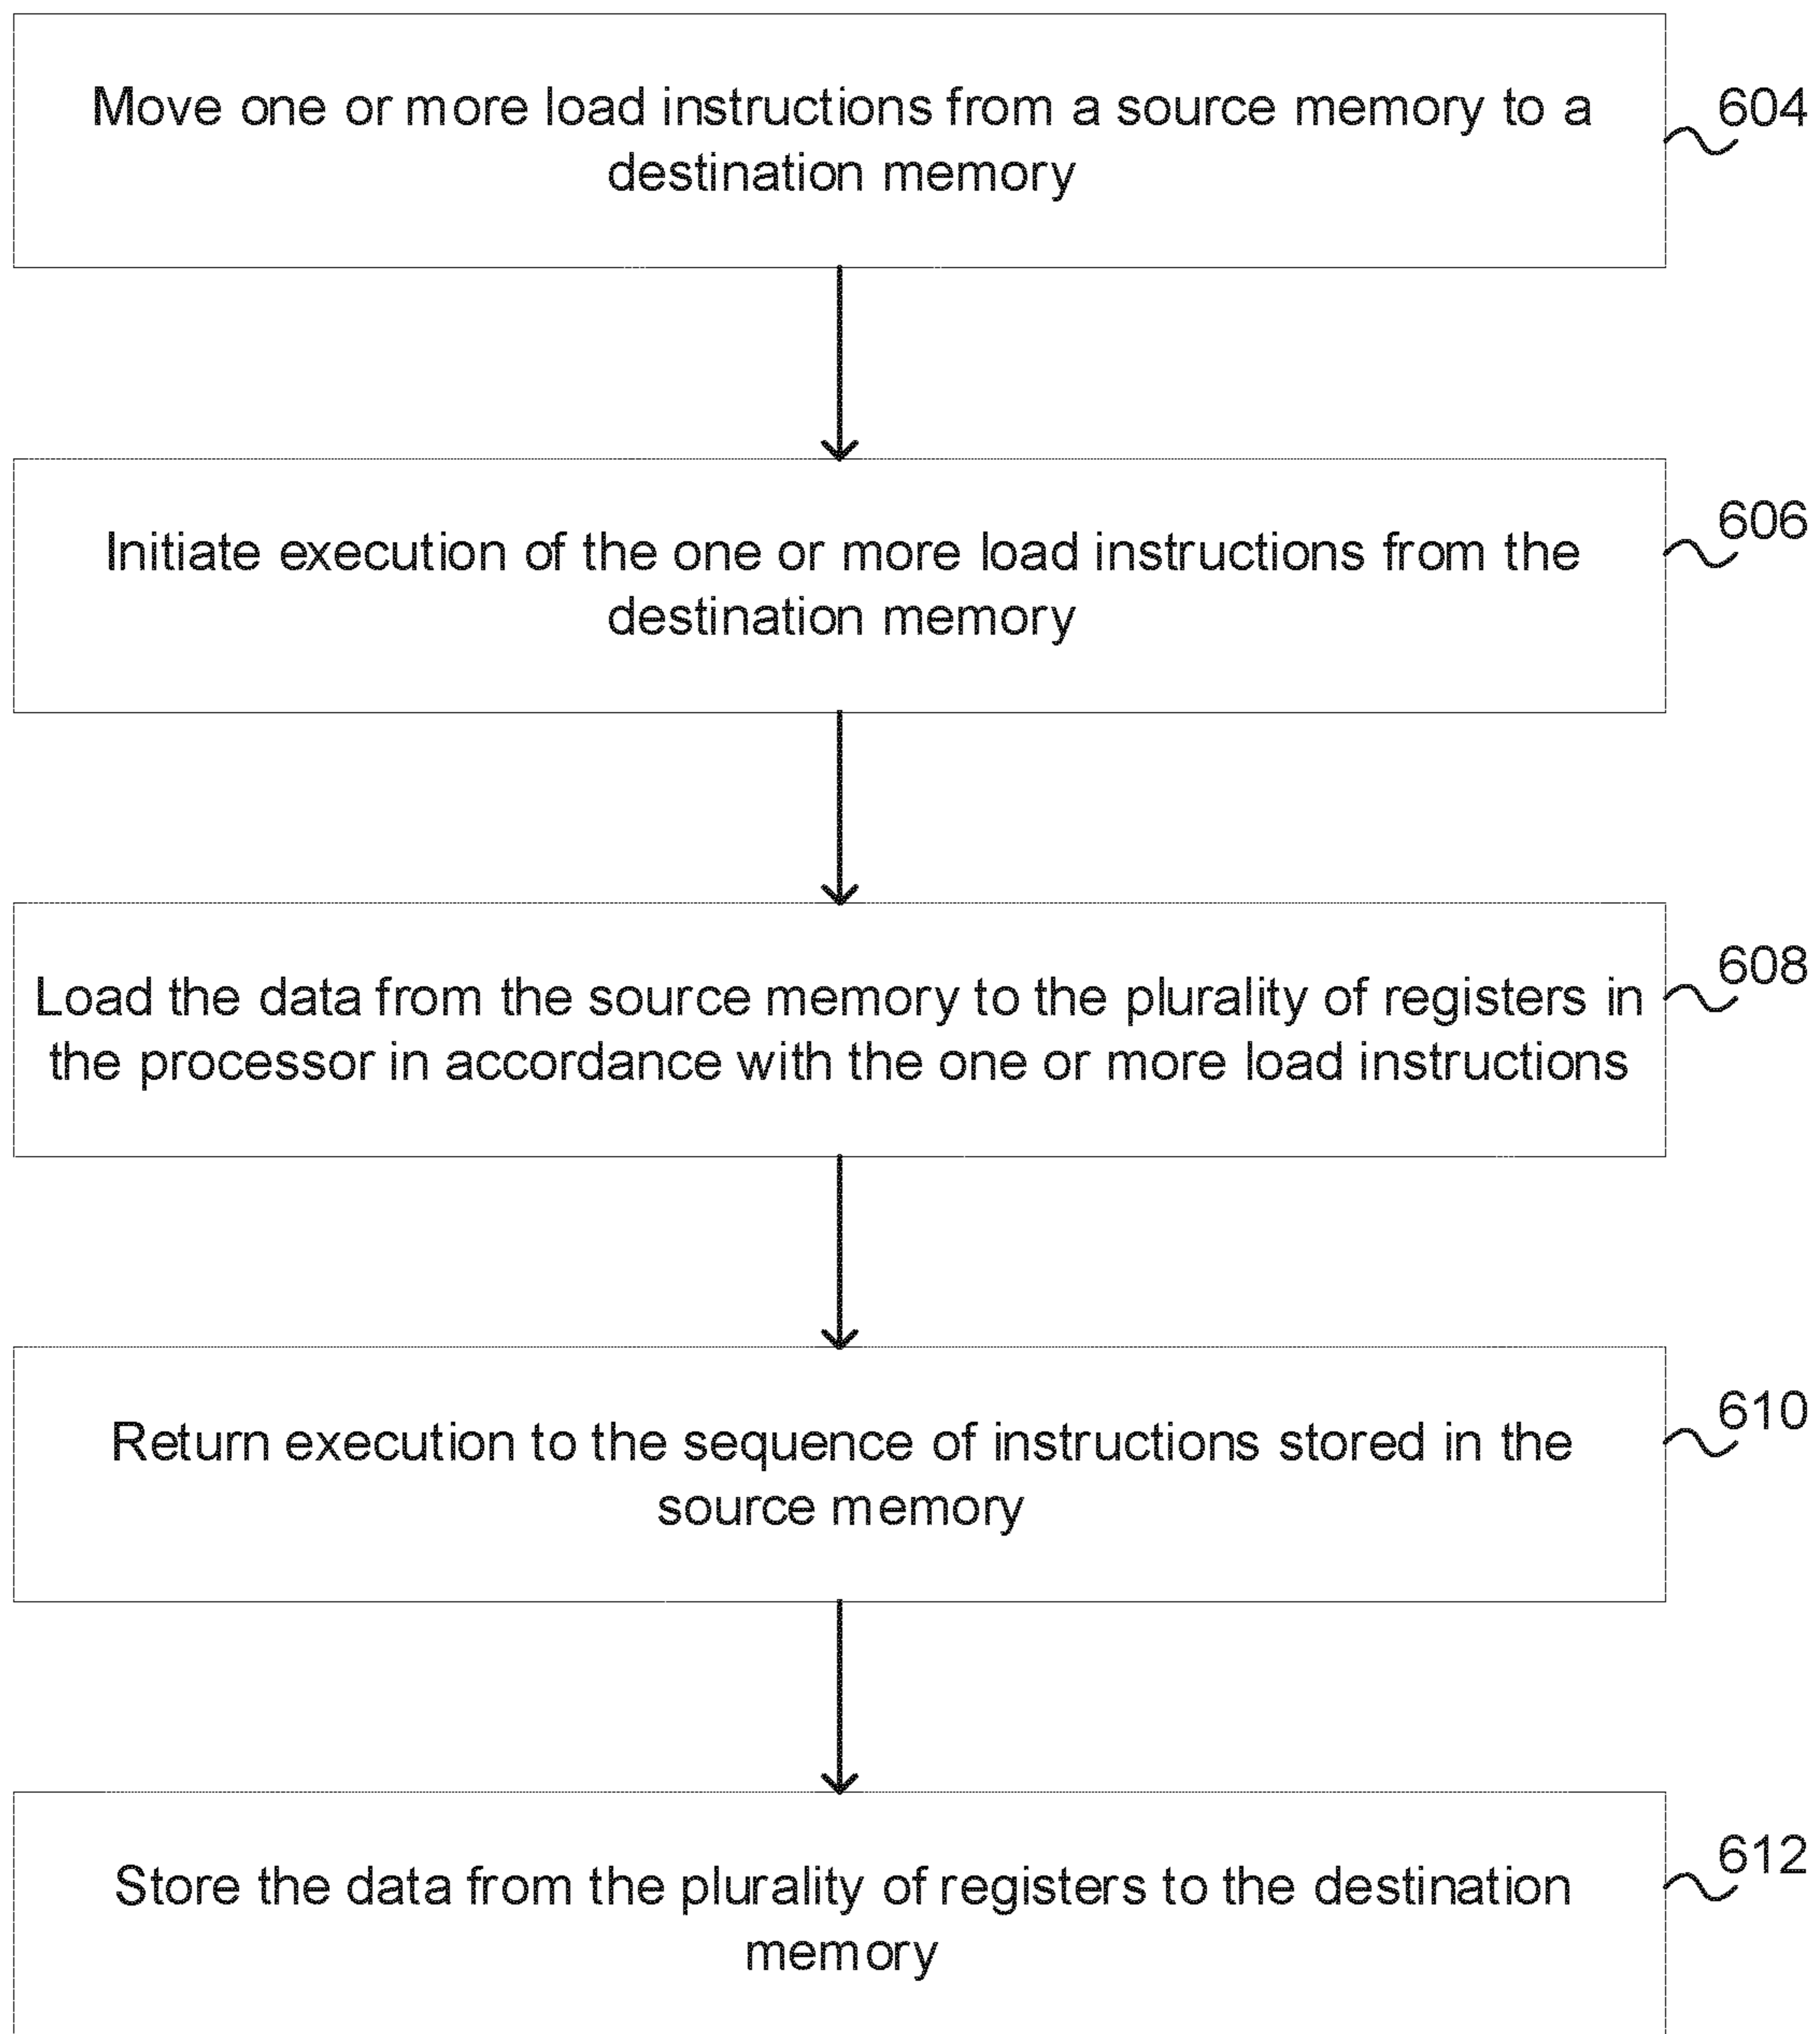 Move one or more load instructions from a source memory to a
destination memory
604
Initiate execution of the one or more load instructions from the
destination memory
606
Load the data from the source memory to the plurality of registers in
the processor in accordance with the one or more load instructions
608
Return execution to the sequence of instructions stored in the
source memory
610
Store the data from the plurality of registers to the destination
memory
612